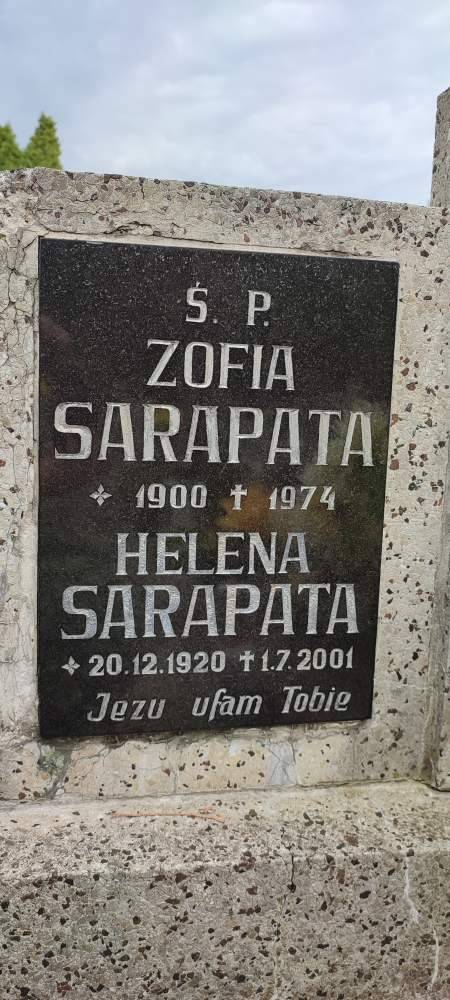 Ś. P.
ZOFIA
SARAPATA
1900 ✝ 1974
HELENA
SARAPATA
20.12.1920 ✝ 1.7.2001
Jezu ufam Tobie